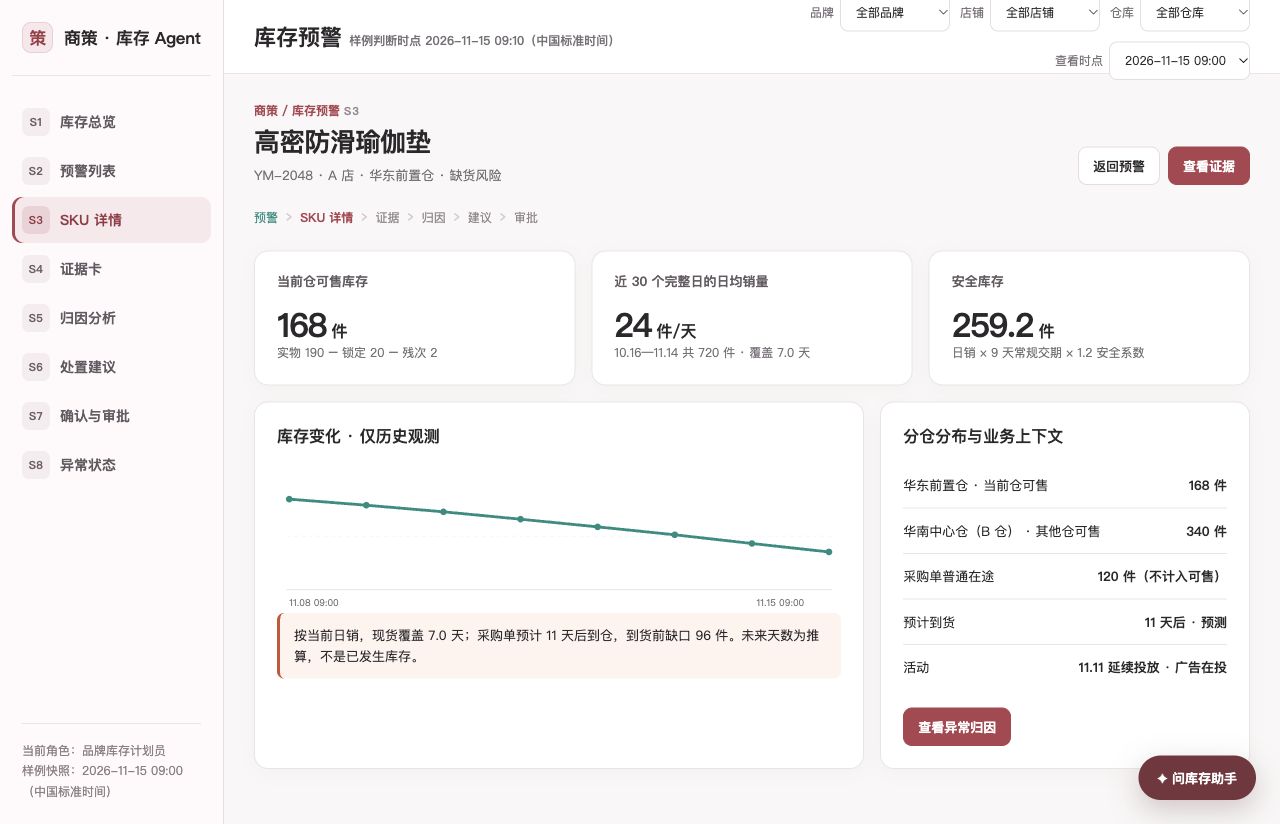 策 商策 · 库存 Agent
S1 库存总览
S2 预警列表
S3 SKU 详情
S4 证据卡
S5 归因分析
S6 处置建议
S7 确认与审批
S8 异常状态
当前角色：品牌库存计划员
样例快照：2026-11-15 09:00
（中国标准时间）
库存预警 样例判断时点 2026-11-15 09:10（中国标准时间）
品牌 全部品牌 店铺 全部店铺 仓库 全部仓库
查看时点 2026-11-15 09:00
商策 / 库存预警 S3
高密防滑瑜伽垫
YM-2048 · A 店 · 华东前置仓 · 缺货风险
返回预警 查看证据
预警 > SKU 详情 > 证据 > 归因 > 建议 > 审批
当前仓可售库存
168 件
实物 190 − 锁定 20 − 残次 2
近 30 个完整日的日均销量
24 件/天
10.16—11.14 共 720 件 · 覆盖 7.0 天
安全库存
259.2 件
日销 × 9 天常规交期 × 1.2 安全系数
库存变化 · 仅历史观测
11.08 09:00 11.15 09:00
按当前日销，现货覆盖 7.0 天；采购单预计 11 天后到仓，到货前缺口 96 件。未来天数为推
算，不是已发生库存。
分仓分布与业务上下文
华东前置仓 · 当前仓可售 168 件
华南中心仓（B 仓） · 其他仓可售 340 件
采购单普通在途 120 件（不计入可售）
预计到货 11 天后 · 预测
活动 11.11 延续投放 · 广告在投
查看异常归因
✦ 问库存助手